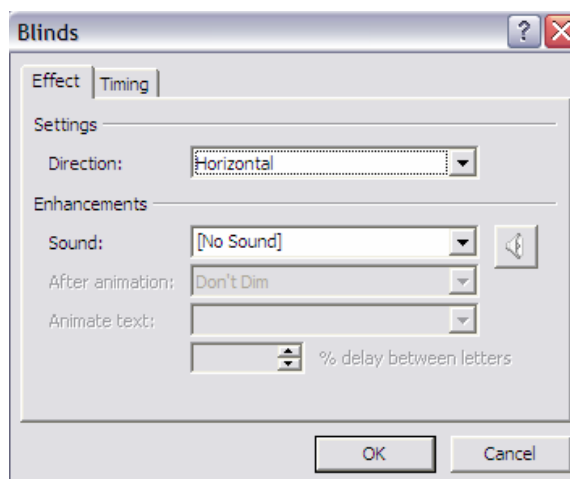 Blinds
Effect Timing
Settings
Direction: Horizontal
Enhancements
Sound: [No Sound]
After animation: Don't Dim
Animate text:
% delay between letters
OK Cancel